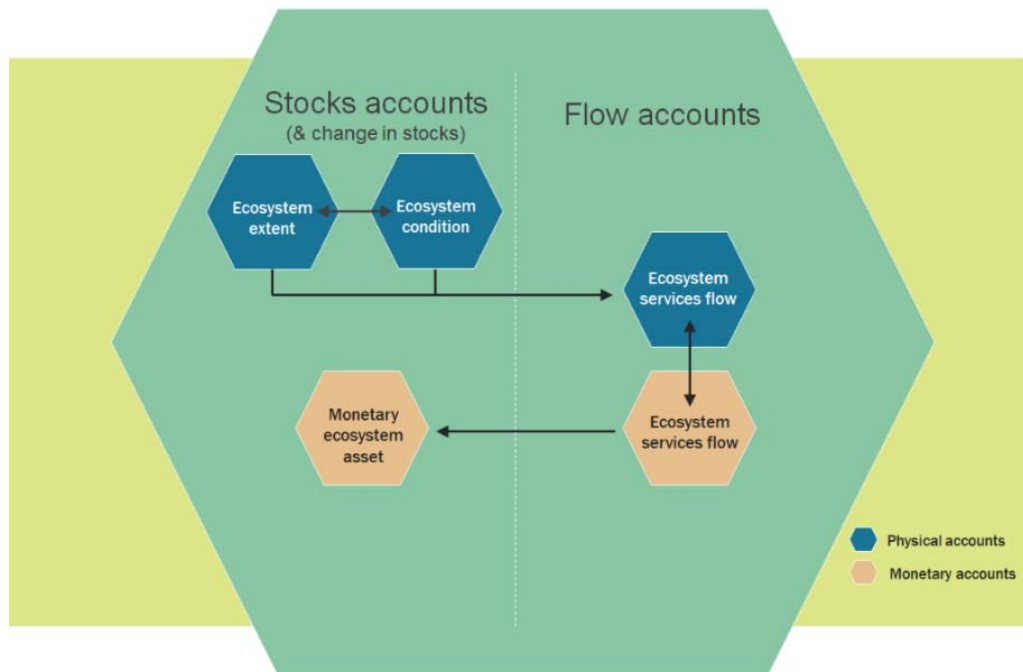 Stocks accounts
(& change in stocks)
Flow accounts
Ecosystem
extent
Ecosystem
condition
Ecosystem
services flow
Monetary
ecosystem
asset
Ecosystem
services flow
Physical accounts
Monetary accounts